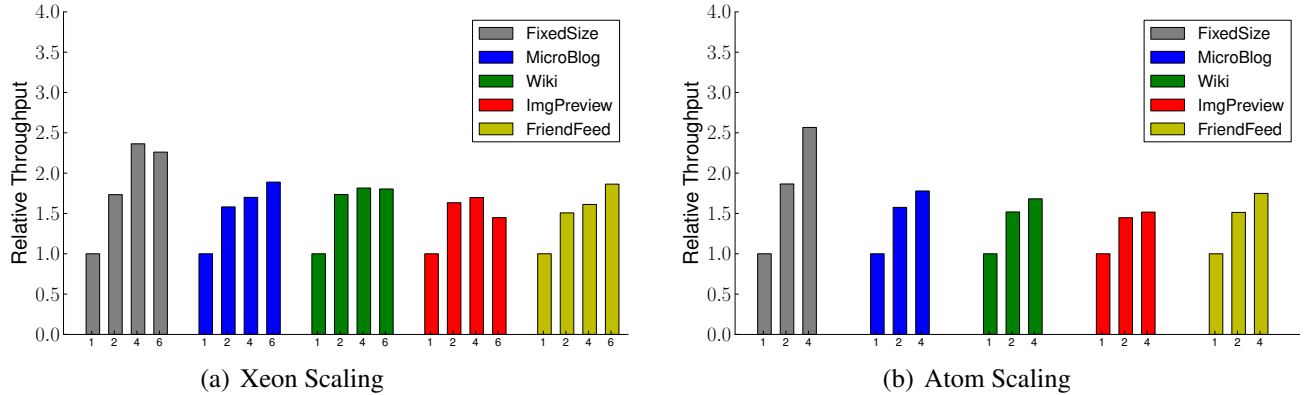 4.0
3.5
3.0
2.5
2.0
1.5
1.0
0.5
0.0
Relative Throughput
FixedSize
MicroBlog
Wiki
ImgPreview
FriendFeed
1 2 4 6 1 2 4 6 1 2 4 6 1 2 4 6 1 2 4 6
(a) Xeon Scaling
4.0
3.5
3.0
2.5
2.0
1.5
1.0
0.5
0.0
Relative Throughput
FixedSize
MicroBlog
Wiki
ImgPreview
FriendFeed
1 2 4 1 2 4 1 2 4 1 2 4 1 2 4
(b) Atom Scaling